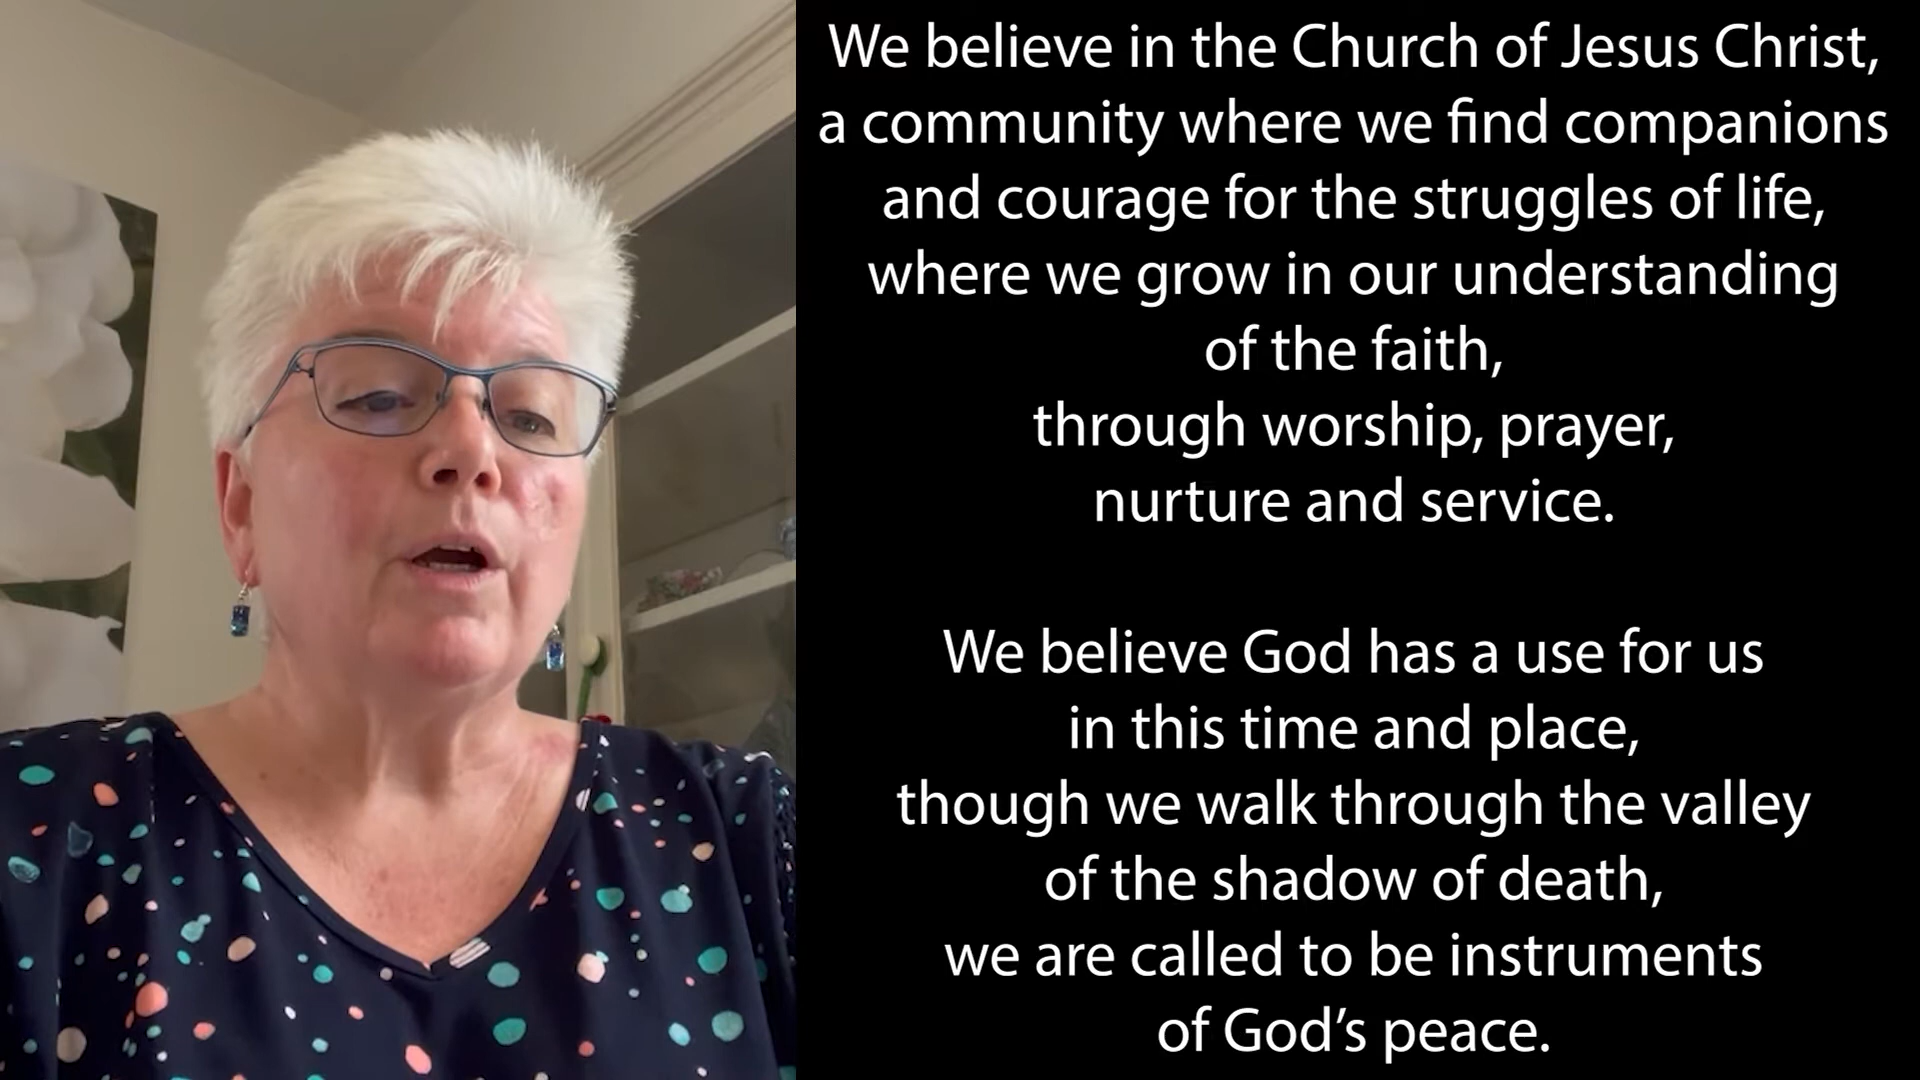 We believe in the Church of Jesus Christ,
a community where we find companions
and courage for the struggles of life,
where we grow in our understanding
of the faith,
through worship, prayer,
nurture and service.
We believe God has a use for us
in this time and place,
though we walk through the valley
of the shadow of death,
we are called to be instruments
of God’s peace.